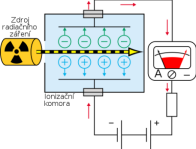 Zdroj
radiačního
záření
A
Ionizační
komora
− +